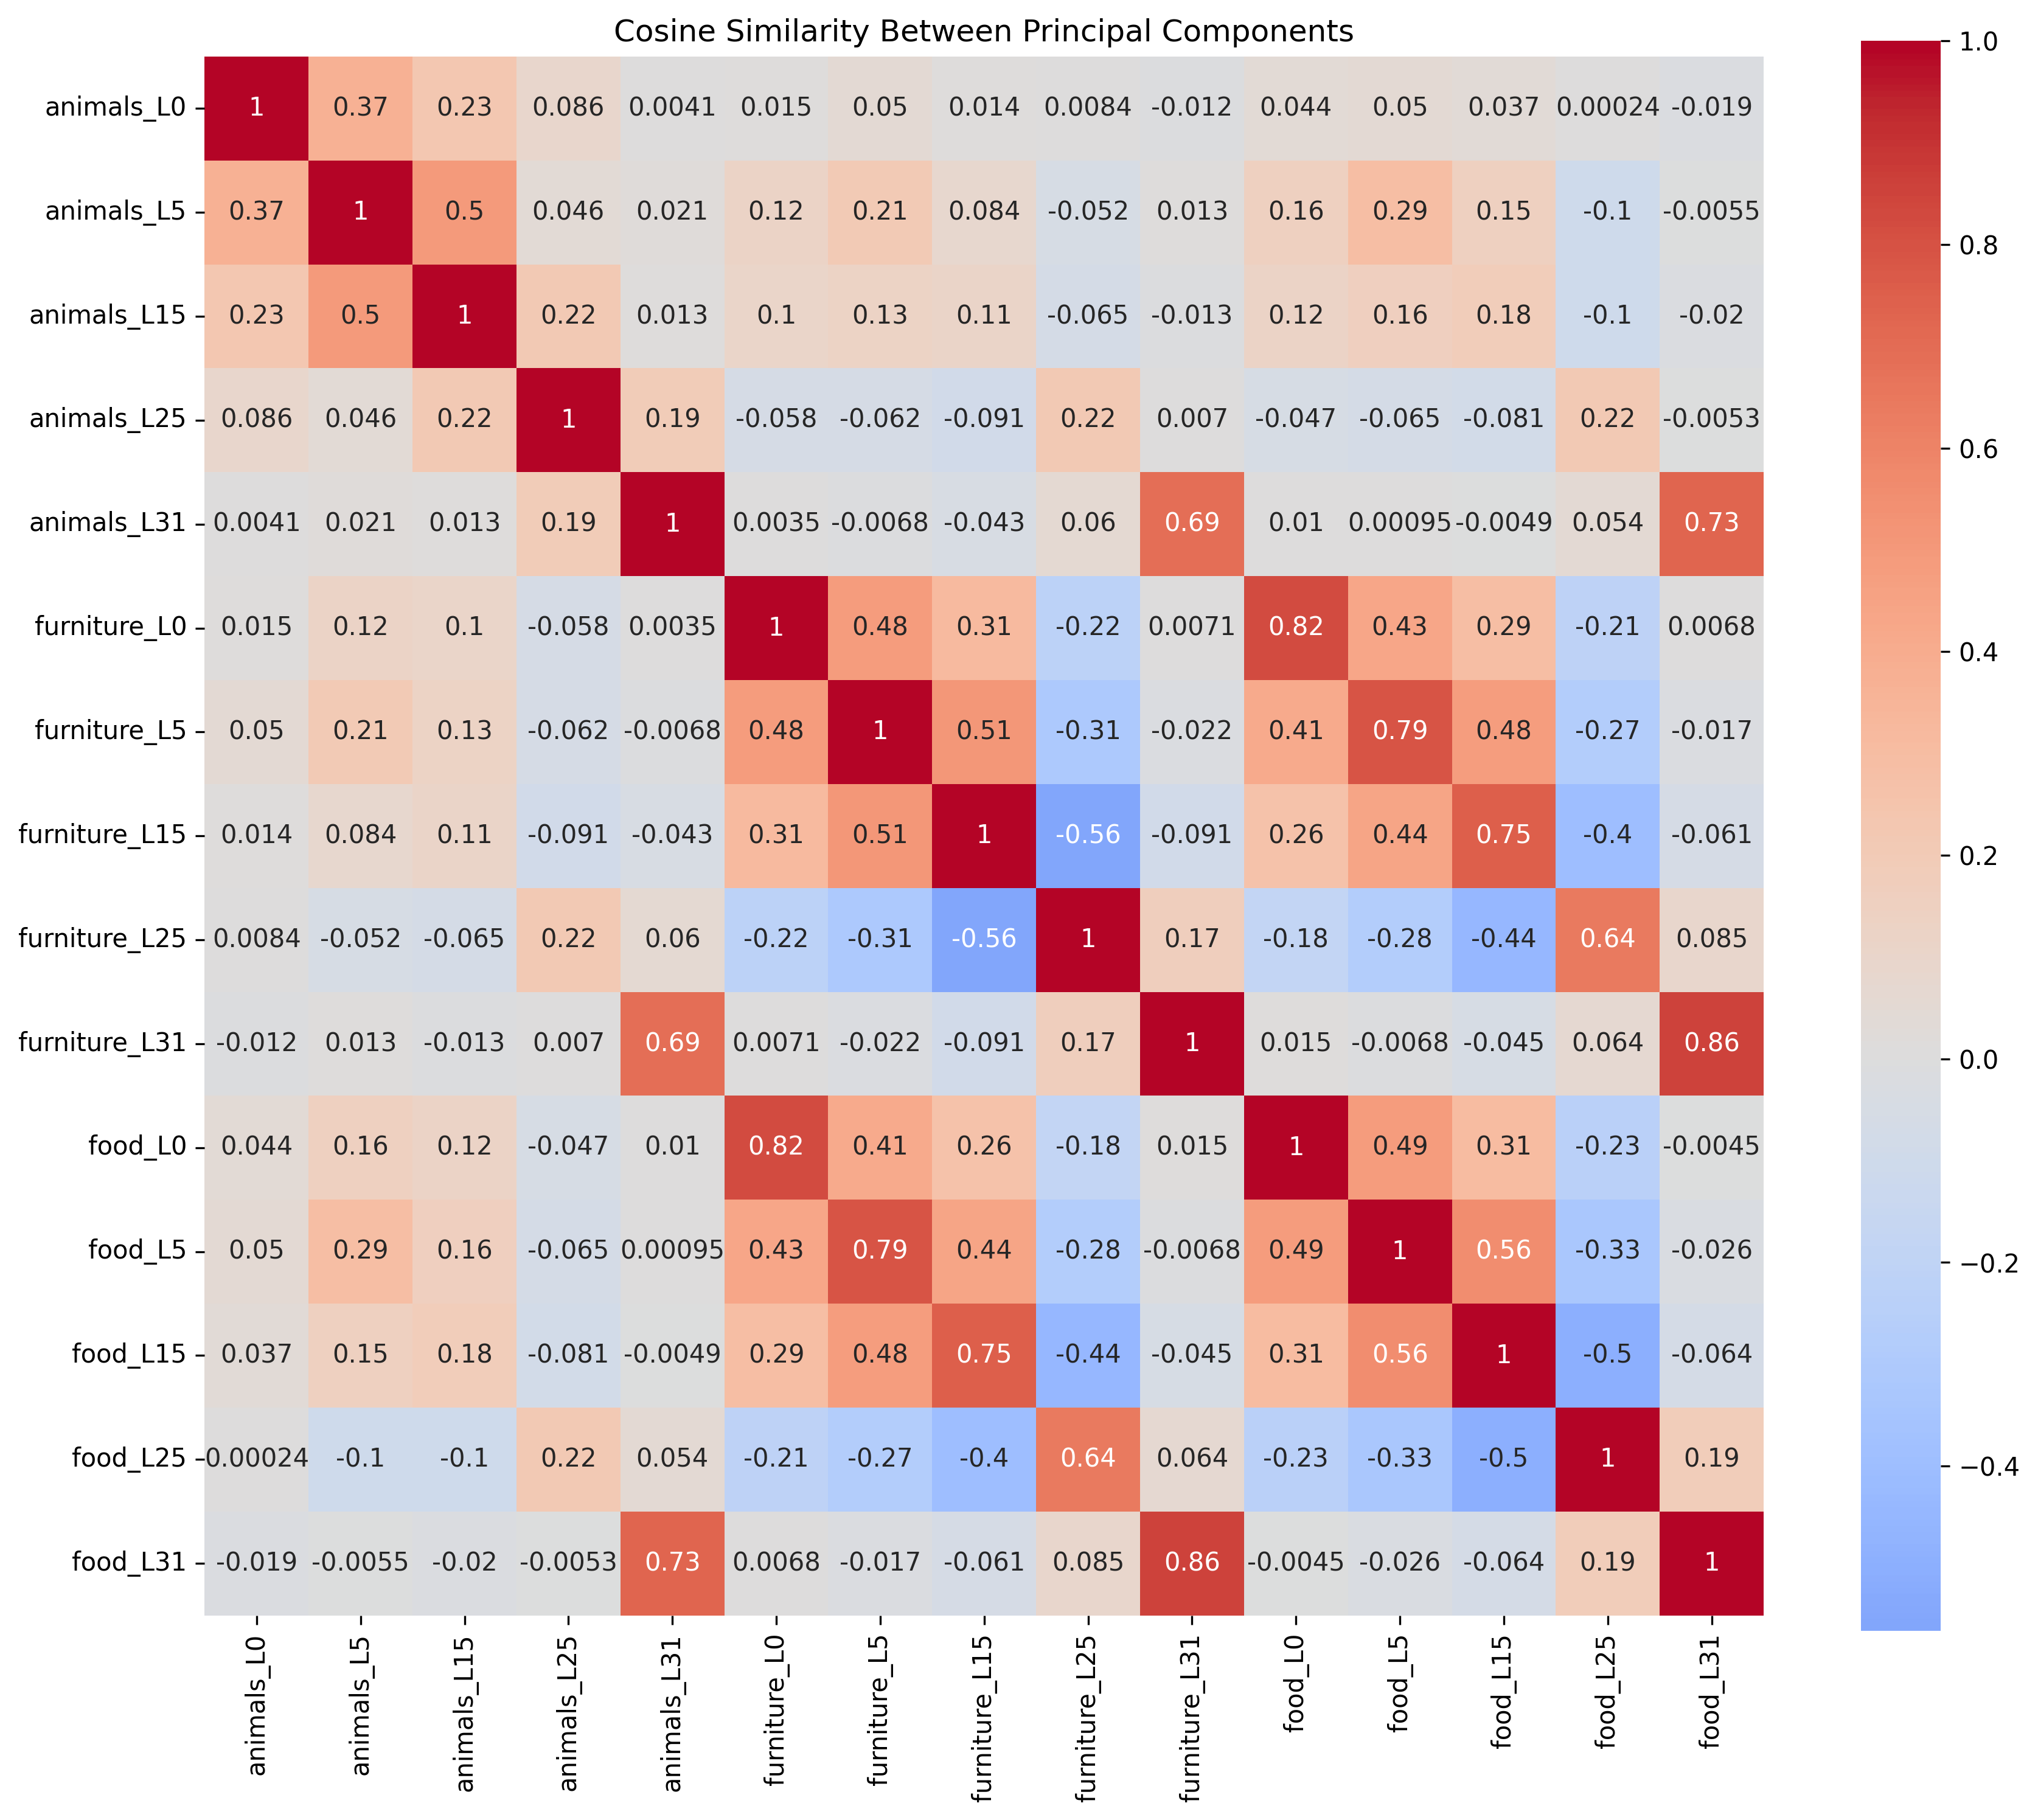 Cosine Similarity Between Principal Components
animals_L0 1 0.37 0.23 0.086 0.0041 0.015 0.05 0.014 0.0084 -0.012 0.044 0.05 0.037 0.00024 -0.019
animals_L5 0.37 1 0.5 0.046 0.021 0.12 0.21 0.084 -0.052 0.013 0.16 0.29 0.15 -0.1 -0.0055
animals_L15 0.23 0.5 1 0.22 0.013 0.1 0.13 0.11 -0.065 -0.013 0.12 0.16 0.18 -0.1 -0.02
animals_L25 0.086 0.046 0.22 1 0.19 -0.058 -0.062 -0.091 0.22 0.007 -0.047 -0.065 -0.081 0.22 -0.0053
animals_L31 0.0041 0.021 0.013 0.19 1 0.0035 -0.0068 -0.043 0.06 0.69 0.01 0.00095 -0.0049 0.054 0.73
furniture_L0 0.015 0.12 0.1 -0.058 0.0035 1 0.48 0.31 -0.22 0.0071 0.82 0.43 0.29 -0.21 0.0068
furniture_L5 0.05 0.21 0.13 -0.062 -0.0068 0.48 1 0.51 -0.31 -0.022 0.41 0.79 0.48 -0.27 -0.017
furniture_L15 0.014 0.084 0.11 -0.091 -0.043 0.31 0.51 1 -0.56 -0.091 0.26 0.44 0.75 -0.4 -0.061
furniture_L25 0.0084 -0.052 -0.065 0.22 0.06 -0.22 -0.31 -0.56 1 0.17 -0.18 -0.28 -0.44 0.64 0.085
furniture_L31 -0.012 0.013 -0.013 0.007 0.69 0.0071 -0.022 -0.091 0.17 1 0.015 -0.0068 -0.045 0.064 0.86
food_L0 0.044 0.16 0.12 -0.047 0.01 0.82 0.41 0.26 -0.18 0.015 1 0.49 0.31 -0.23 -0.0045
food_L5 0.05 0.29 0.16 -0.065 0.00095 0.43 0.79 0.44 -0.28 -0.0068 0.49 1 0.56 -0.33 -0.026
food_L15 0.037 0.15 0.18 -0.081 -0.0049 0.29 0.48 0.75 -0.44 -0.045 0.31 0.56 1 -0.5 -0.064
food_L25 0.00024 -0.1 -0.1 0.22 0.054 -0.21 -0.27 -0.4 0.64 0.064 -0.23 -0.33 -0.5 1 0.19
food_L31 -0.019 -0.0055 -0.02 -0.0053 0.73 0.0068 -0.017 -0.061 0.085 0.86 -0.0045 -0.026 -0.064 0.19 1
animals_L0 animals_L5 animals_L15 animals_L25 animals_L31 furniture_L0 furniture_L5 furniture_L15 furniture_L25 furniture_L31 food_L0 food_L5 food_L15 food_L25 food_L31
1.0
0.8
0.6
0.4
0.2
0.0
−0.2
−0.4